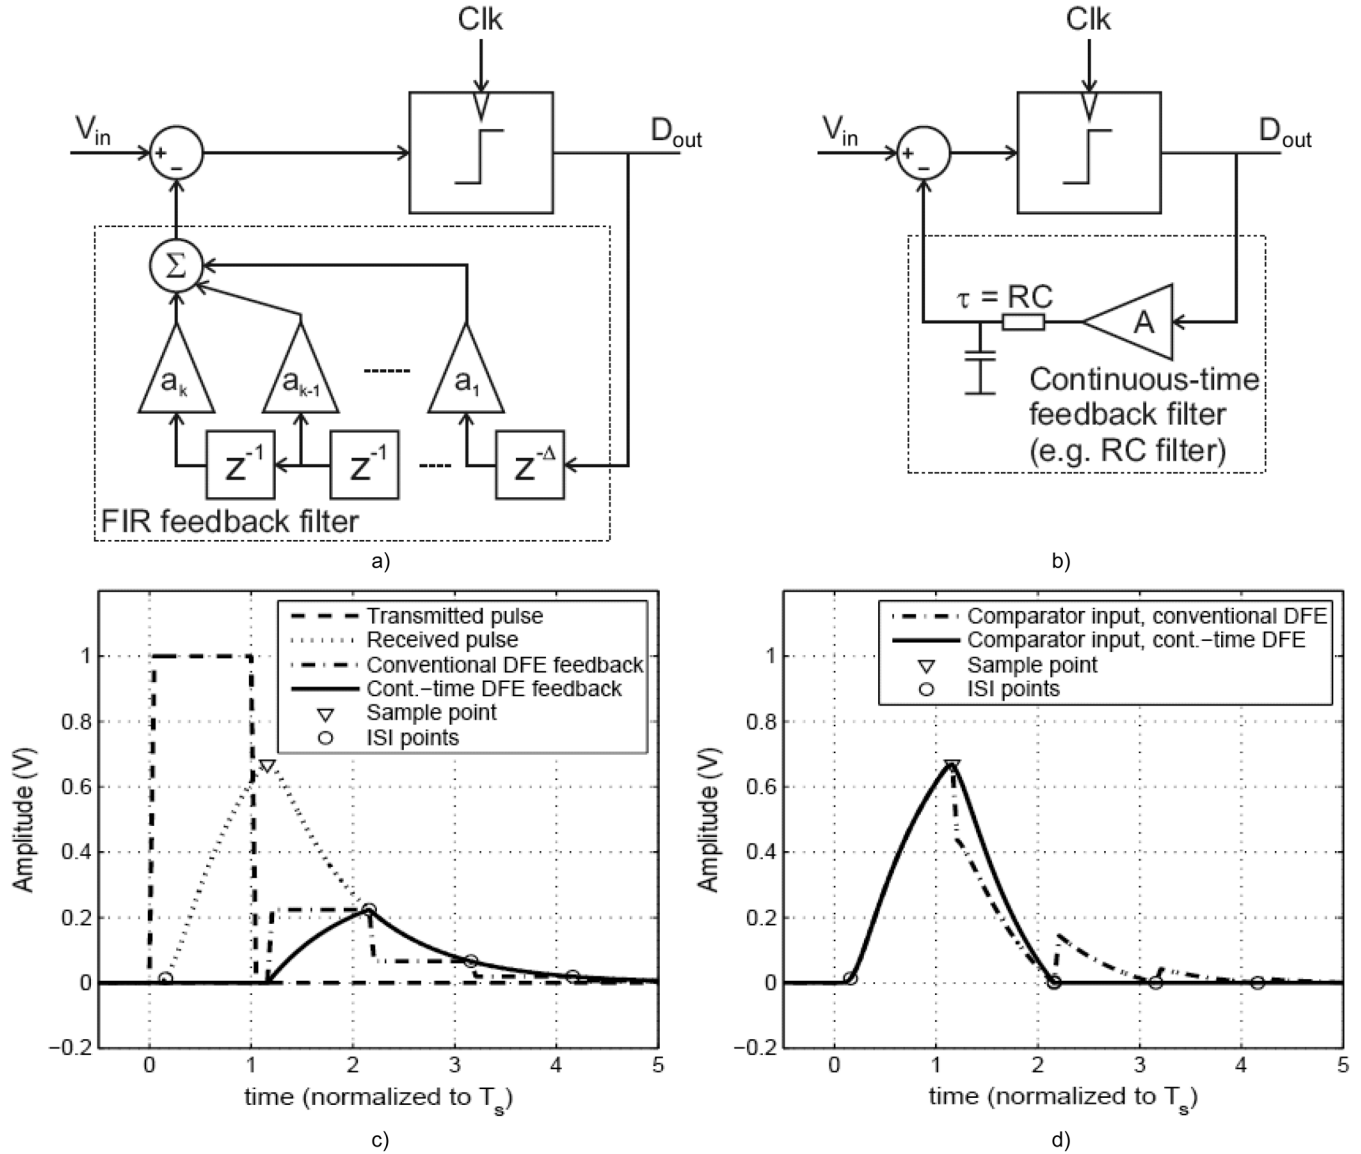 Clk
Clk
V_in
+
−
D_out
V_in
+
−
D_out
Σ
τ = RC
a_k
a_k-1
a_1
A
z^-1
z^-1
z^-Δ
Continuous-time
feedback filter
(e.g. RC filter)
FIR feedback filter
a)
b)
Transmitted pulse
Received pulse
Conventional DFE feedback
Cont.−time DFE feedback
Sample point
ISI points
1
0.8
0.6
0.4
0.2
0
−0.2
Amplitude (V)
0 1 2 3 4 5
time (normalized to T_s)
c)
Comparator input, conventional DFE
Comparator input, cont.−time DFE
Sample point
ISI points
1
0.8
0.6
0.4
0.2
0
−0.2
Amplitude (V)
0 1 2 3 4 5
time (normalized to T_s)
d)